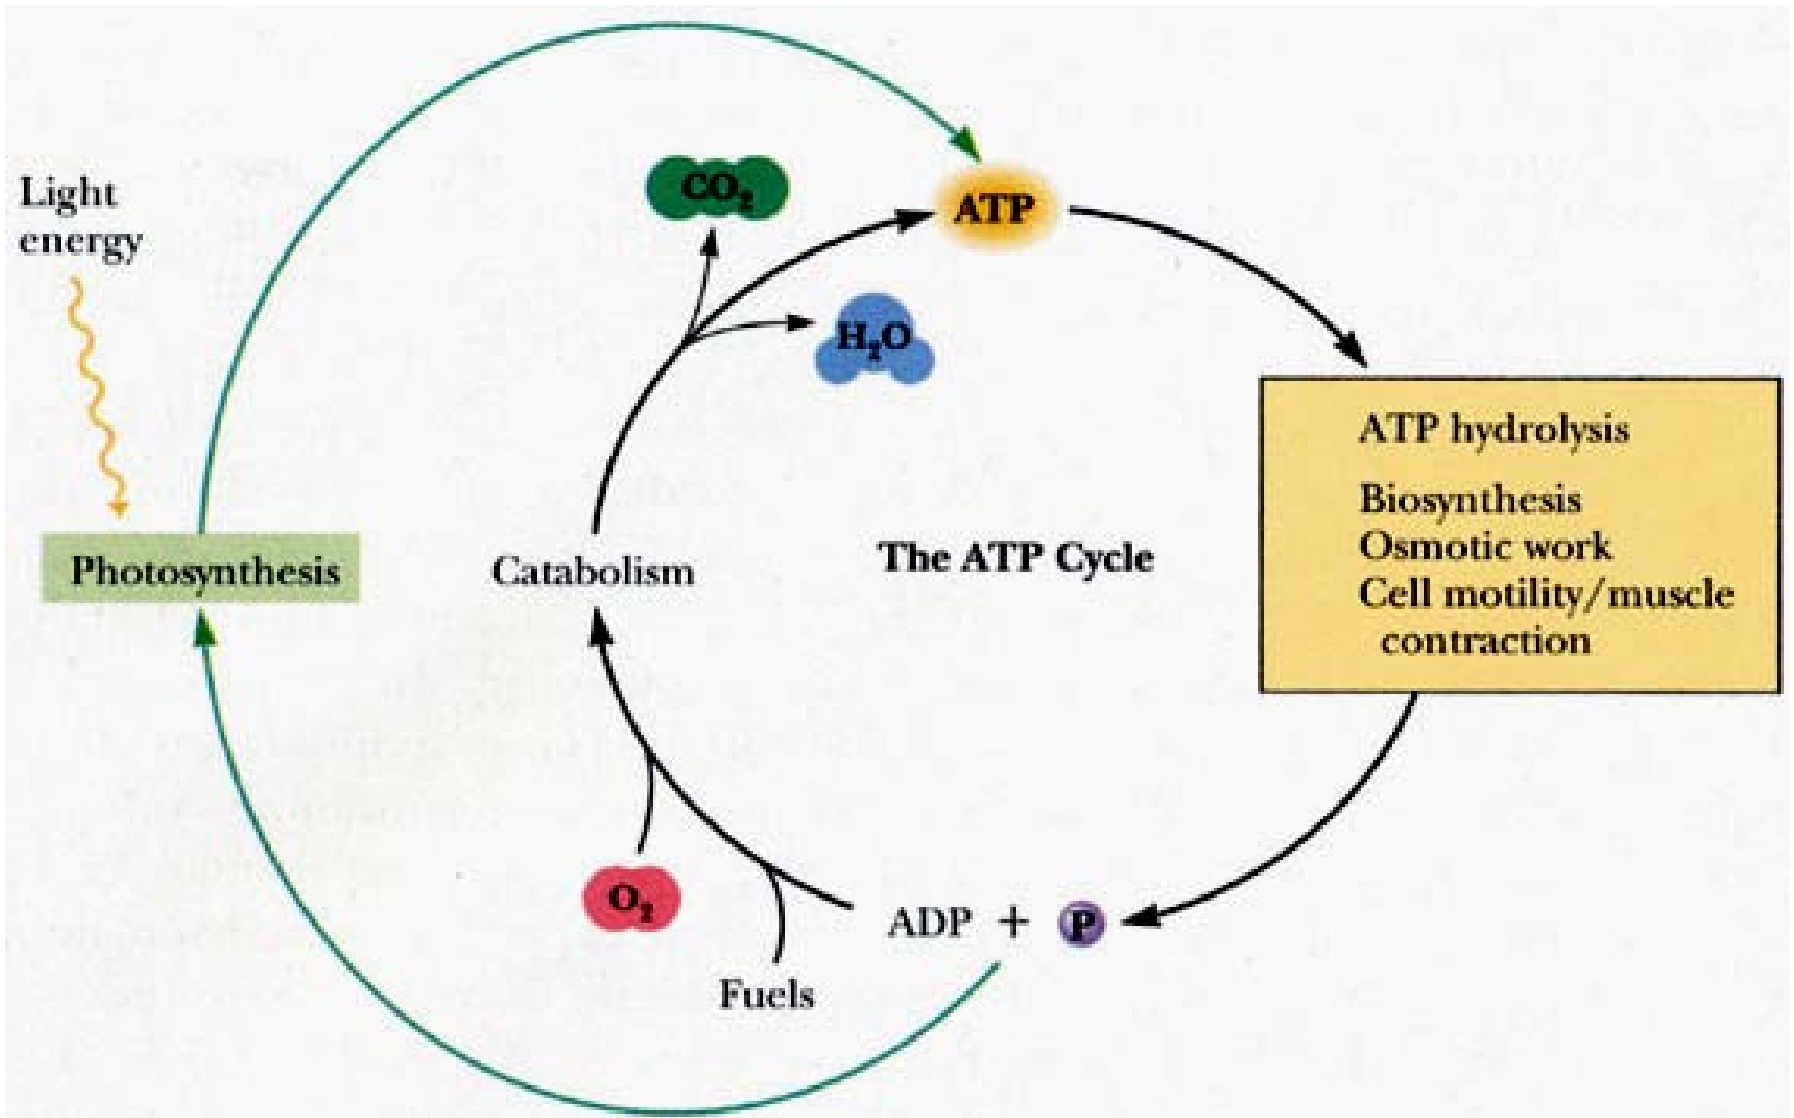 Light
energy
CO₂
ATP
H₂O
ATP hydrolysis
Biosynthesis
Osmotic work
Cell motility/muscle
contraction
Photosynthesis
Catabolism
The ATP Cycle
O₂
ADP + P
Fuels